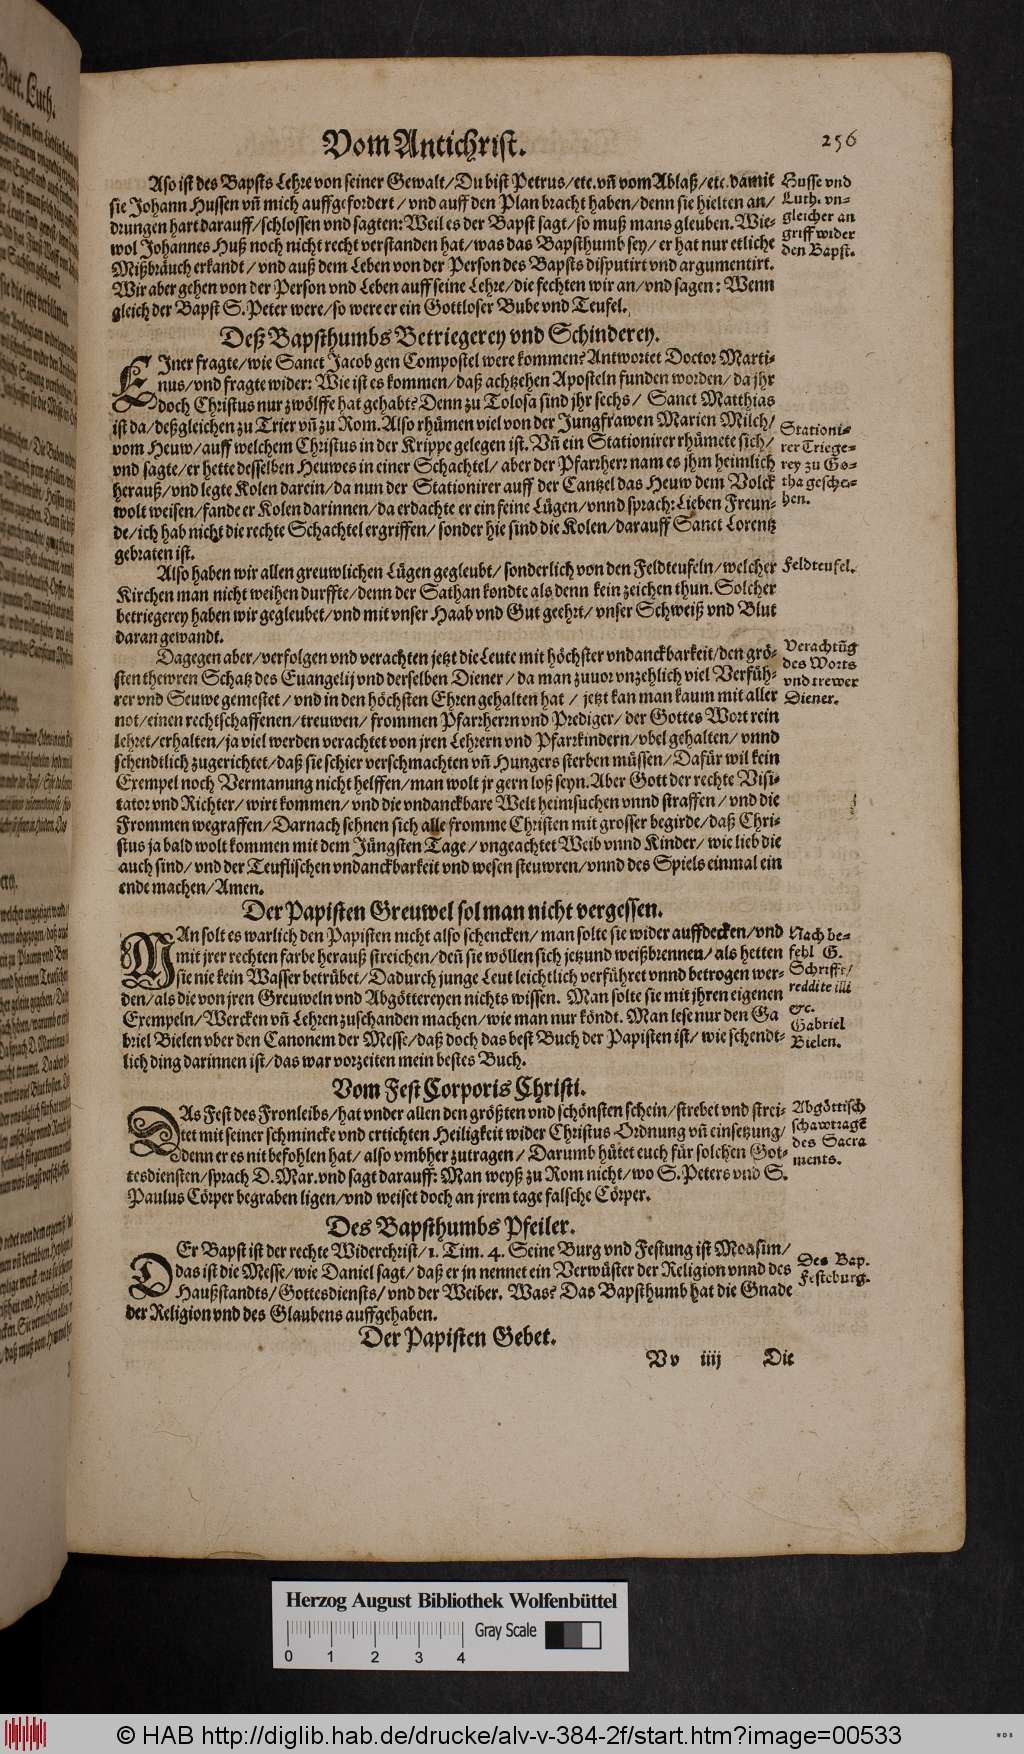 Vom Antichrist.
256
Also ist des Bapsts Lehre von seiner Gewalt/ Du bist Petrus/ etc. vñ vom Ablaß/ etc. damit
sie Johann Hussen vñ mich auffgefordert / vnd auff den Plan bracht haben/ denn sie hielten an/
drungen hart darauff/ schlossen vnd sagten: Weil es der Bapst sagt/ so muß mans gleuben. Wie-
wol Johannes Huß noch nicht recht verstanden hat/ was das Bapsthumb sey/ er hat nur etliche
Mißbräuch erkandt / vnd auß dem Leben von der Person des Bapsts disputirt vnd argumentirt.
Wir aber gehen von der Person vnd Leben auff seine Lehre/ die fechten wir an/ vnd sagen: Wenn
gleich der Bapst S. Peter were/ so were er ein Gottloser Bube vnd Teufel.
Husse vnd
Luth. vn-
gleicher an
griff wider
den Bapst.
Deß Bapsthumbs Betriegerey vnd Schinderey.
EJner fragte/ wie Sanct Jacob gen Compostel were kommen? Antwortet Doctor Marti-
nus/ vnd fragte wider: Wie ist es kommen/ daß achtzehen Aposteln funden worden/ da jhr
doch Christus nur zwölffe hat gehabt? Denn zu Tolosa sind jhr sechs / Sanct Matthias
ist da/ deßgleichen zu Trier vñ zu Rom. Also rhümen viel von der Jungfrawen Marien Milch/
vom Heuw/ auff welchem Christus in der Krippe gelegen ist. Vñ ein Stationirer rhümete sich/
vnd sagte/ er hette desselben Heuwes in einer Schachtel/ aber der Pfarrherr nam es jhm heimlich
herauß/ vnd legte Kolen darein/ da nun der Stationirer auff der Cantzel das Heuw dem Volck
wolt weisen/ fande er Kolen darinnen/ da erdachte er ein feine Lügen/ vnnd sprach: Lieben Freun-
de/ ich hab nicht die rechte Schachtel ergriffen/ sonder hie sind die Kolen/ darauff Sanct Lorentz
gebraten ist.
Stationi-
rer Triege-
rey zu Go-
tha gesche-
hen.
Also haben wir allen greuwlichen Lügen gegleubt/ sonderlich von den Feldteufeln/ welcher
Kirchen man nicht weihen durffte/ denn der Sathan kondte als denn kein zeichen thun. Solcher
betriegerey haben wir gegleubet/ vnd mit vnser Haab vnd Gut geehrt/ vnser Schweiß vnd Blut
daran gewandt.
Feldteufel.
Dagegen aber/ verfolgen vnd verachten jetzt die Leute mit höchster vndanckbarkeit/ den grö-
sten thewren Schatz des Euangelij vnd derselben Diener / da man zuuor vnzehlich viel Verfüh-
rer vnd Seuwe gemestet / vnd in den höchsten Ehren gehalten hat / jetzt kan man kaum mit aller
not/ einen rechtschaffenen/ treuwen/ frommen Pfarrherrn vnd Prediger/ der Gottes Wort rein
lehret/ erhalten/ ja viel werden verachtet von jren Lehrern vnd Pfarrkindern/ vbel gehalten/ vnnd
schendtlich zugerichtet/ daß sie schier verschmachten vñ Hungers sterben müssen/ Dafür wil kein
Exempel noch Vermanung nicht helffen/ man wolt jr gern loß seyn. Aber Gott der rechte Visi-
tator vnd Richter/ wirt kommen/ vnd die vndanckbare Welt heimsuchen vnnd straffen / vnd die
Frommen wegraffen/ Darnach sehnen sich alle fromme Christen mit grosser begirde/ daß Chri-
stus ja bald wolt kommen mit dem Jüngsten Tage / vngeachtet Weib vnnd Kinder/ wie lieb die
auch sind/ vnd der Teuflischen vndanckbarkeit vnd wesen steuwren/ vnnd des Spiels einmal ein
ende machen/ Amen.
Verachtũg
des Worts
vnd trewer
Diener.
Der Papisten Greuwel sol man nicht vergessen.
MAn solt es warlich den Papisten nicht also schencken/ man solte sie wider auffdecken/ vnd
mit jrer rechten farbe herauß streichen/ deñ sie wöllen sich jetzund weißbrennen/ als hetten
sie nie kein Wasser betrübet/ Dadurch junge Leut leichtlich verführet vnnd betrogen wer-
den/ als die von jren Greuweln vnd Abgöttereyen nichts wissen. Man solte sie mit jhren eigenen
Exempeln/ Wercken vñ Lehren zuschanden machen/ wie man nur köndt. Man lese nur den Ga
briel Bielen vber den Canonem der Messe/ daß doch das best Buch der Papisten ist/ wie schendt-
lich ding darinnen ist/ das war vorzeiten mein bestes Buch.
Nach be-
fehl G.
Schrifft/
reddite illi
&c.
Gabriel
Bielen.
Vom Fest Corporis Christi.
DAs Fest des Fronleibs/ hat vnder allen den größten vnd schönsten schein/ strebet vnd strei-
tet mit seiner schmincke vnd ertichten Heiligkeit wider Christus Ordnung vñ einsetzung/
denn er es nit befohlen hat/ also vmbher zutragen / Darumb hütet euch für solchen Got-
tesdiensten/ sprach D. Mar. vnd sagt darauff: Man weyß zu Rom nicht/ wo S. Peters vnd S.
Paulus Cörper begraben ligen/ vnd weiset doch an jrem tage falsche Cörper.
Abgöttisch
schawtragē
des Sacra
ments.
Des Bapsthumbs Pfeiler.
DEr Bapst ist der rechte Widerchrist/ 1. Tim. 4. Seine Burg vnd Festung ist Moasim/
das ist die Messe/ wie Daniel sagt/ daß er jn nennet ein Verwüster der Religion vnnd des
Haußstandts/ Gottesdiensts/ vnd der Weiber. Was? Das Bapsthumb hat die Gnade
der Religion vnd des Glaubens auffgehaben.
Des Bap.
Festeburg.
Der Papisten Gebet.
Vv iiij Die
Herzog August Bibliothek Wolfenbüttel
Gray Scale
0 1 2 3 4
© HAB http://diglib.hab.de/drucke/alv-v-384-2f/start.htm?image=00533